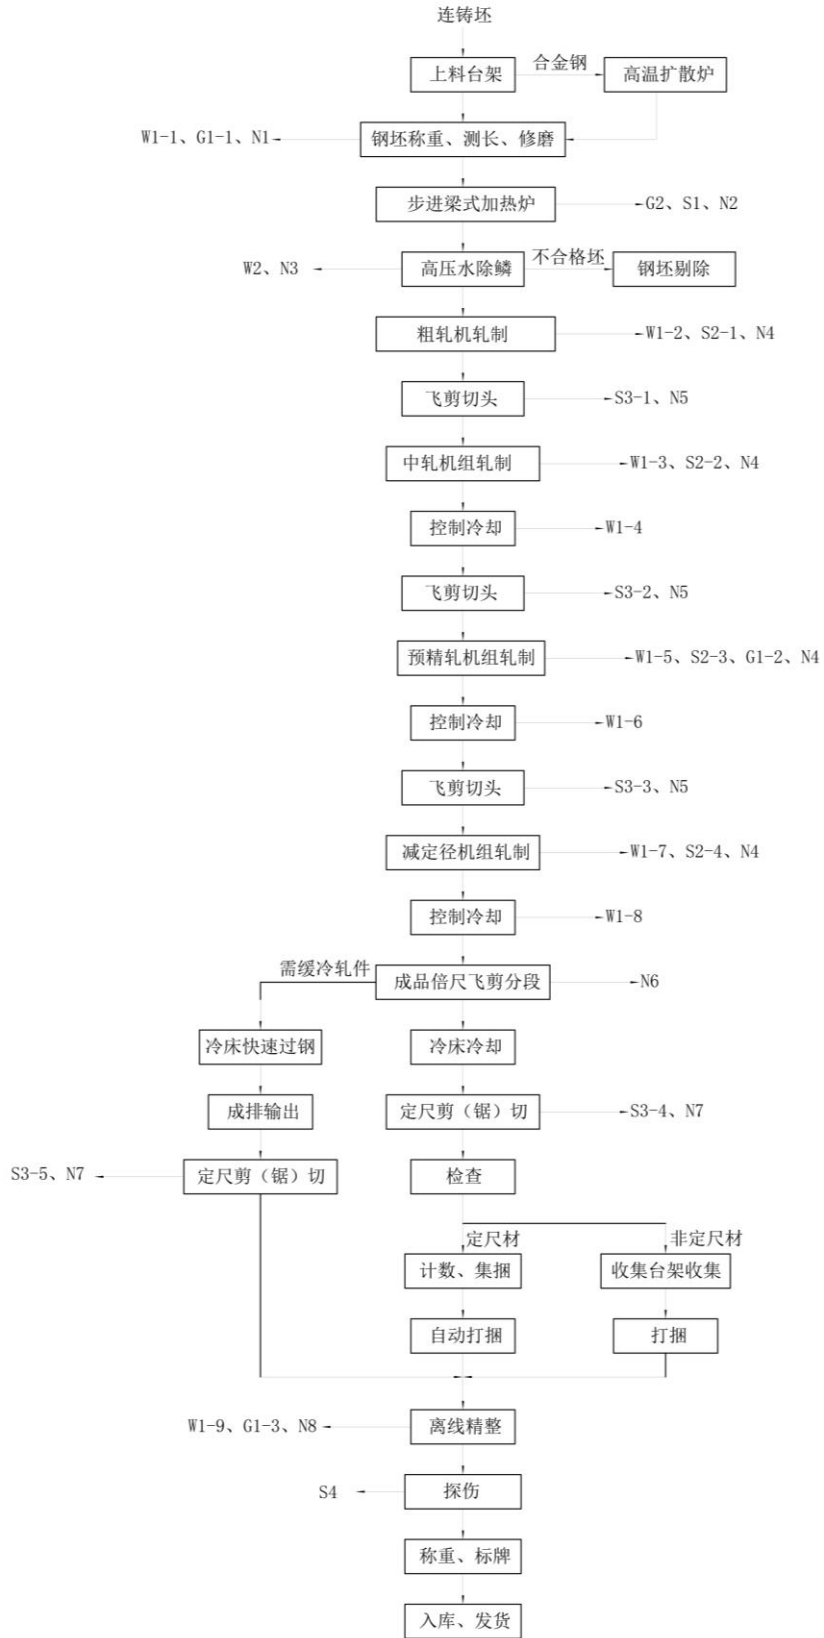 连铸坯
上料台架
合金钢
高温扩散炉
W1-1、G1-1、N1
钢坯称重、测长、修磨
步进梁式加热炉
G2、S1、N2
W2、N3
高压水除鳞
不合格坯
钢坯剔除
粗轧机轧制
W1-2、S2-1、N4
飞剪切头
S3-1、N5
中轧机组轧制
W1-3、S2-2、N4
控制冷却
W1-4
飞剪切头
S3-2、N5
预精轧机组轧制
W1-5、S2-3、G1-2、N4
控制冷却
W1-6
飞剪切头
S3-3、N5
减定径机组轧制
W1-7、S2-4、N4
控制冷却
W1-8
需缓冷轧件
成品倍尺飞剪分段
N6
冷床快速过钢
冷床冷却
成排输出
定尺剪（锯）切
S3-4、N7
S3-5、N7
定尺剪（锯）切
检查
定尺材
非定尺材
计数、集捆
收集台架收集
自动打捆
打捆
W1-9、G1-3、N8
离线精整
S4
探伤
称重、标牌
入库、发货